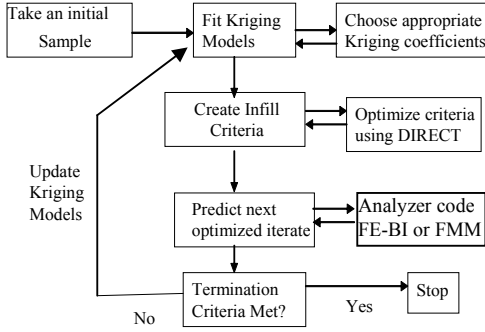 Take an initial
Sample
Fit Kriging
Models
Choose appropriate
Kriging coefficients
Create Infill
Criteria
Optimize criteria
using DIRECT
Update
Kriging
Models
Predict next
optimized iterate
Analyzer code
FE-BI or FMM
Termination
Criteria Met?
Stop
No
Yes